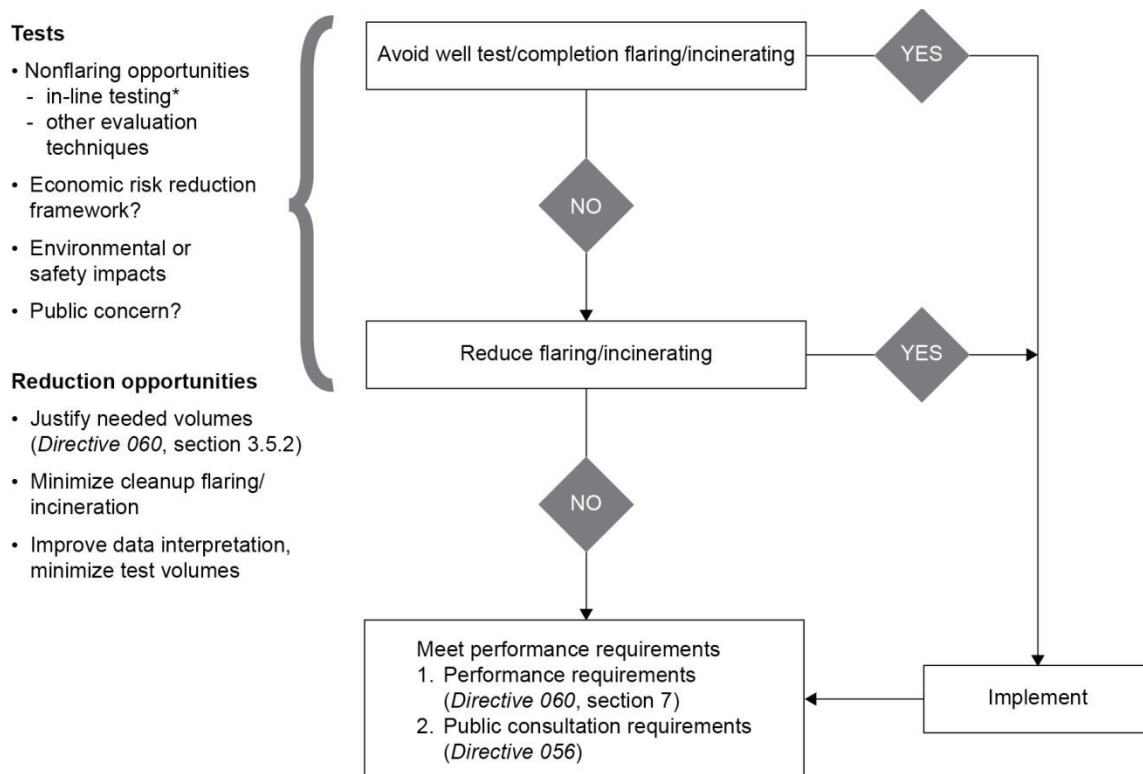 Tests
• Nonflaring opportunities
- in-line testing*
- other evaluation
techniques
• Economic risk reduction
framework?
• Environmental or
safety impacts
• Public concern?
Reduction opportunities
• Justify needed volumes
(Directive 060, section 3.5.2)
• Minimize cleanup flaring/
incineration
• Improve data interpretation,
minimize test volumes
Avoid well test/completion flaring/incinerating
YES
NO
Reduce flaring/incinerating
YES
NO
Meet performance requirements
1. Performance requirements
(Directive 060, section 7)
2. Public consultation requirements
(Directive 056)
Implement